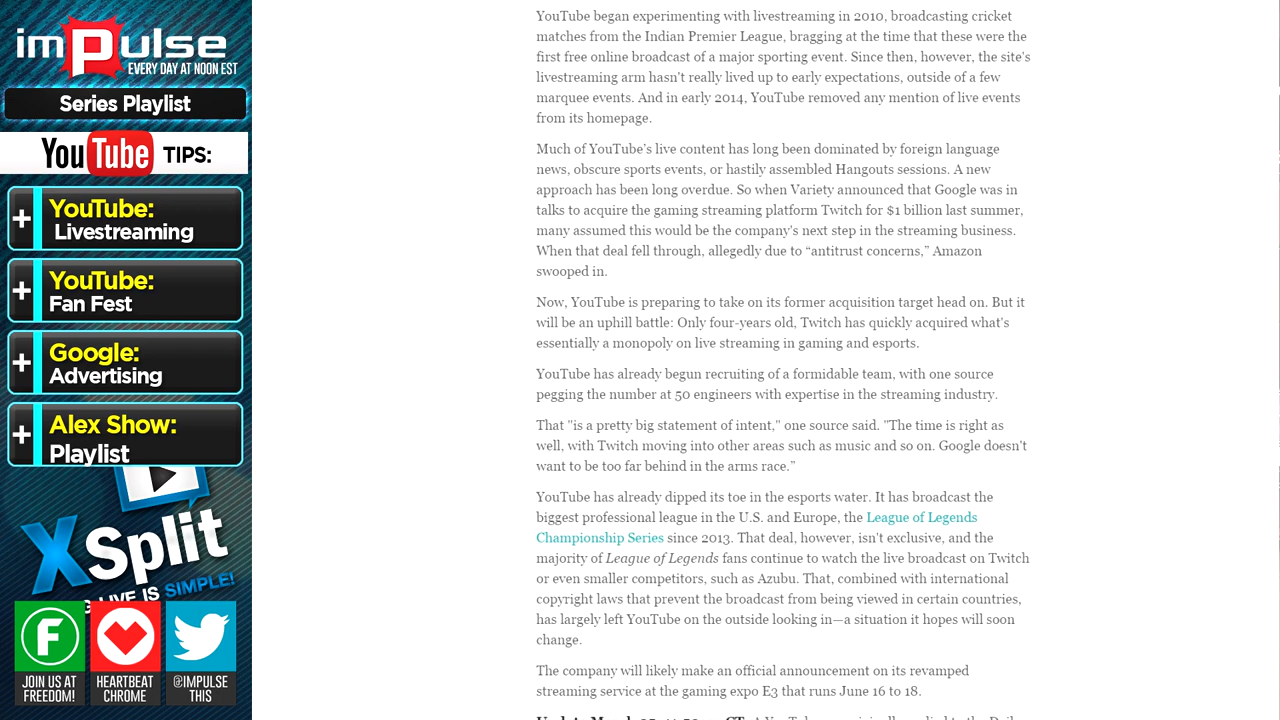 imPulse
EVERY DAY AT NOON EST
Series Playlist
YouTube TIPS:
+ YouTube:
Livestreaming
+ YouTube:
Fan Fest
+ Google:
Advertising
+ Alex Show:
Playlist
XSplit
LIVE IS SIMPLE!
F
JOIN US AT
FREEDOM!
HEARTBEAT
CHROME
@IMPULSE
THIS
YouTube began experimenting with livestreaming in 2010, broadcasting cricket
matches from the Indian Premier League, bragging at the time that these were the
first free online broadcast of a major sporting event. Since then, however, the site's
livestreaming arm hasn't really lived up to early expectations, outside of a few
marquee events. And in early 2014, YouTube removed any mention of live events
from its homepage.
Much of YouTube's live content has long been dominated by foreign language
news, obscure sports events, or hastily assembled Hangouts sessions. A new
approach has been long overdue. So when Variety announced that Google was in
talks to acquire the gaming streaming platform Twitch for $1 billion last summer,
many assumed this would be the company's next step in the streaming business.
When that deal fell through, allegedly due to “antitrust concerns,” Amazon
swooped in.
Now, YouTube is preparing to take on its former acquisition target head on. But it
will be an uphill battle: Only four-years old, Twitch has quickly acquired what's
essentially a monopoly on live streaming in gaming and esports.
YouTube has already begun recruiting of a formidable team, with one source
pegging the number at 50 engineers with expertise in the streaming industry.
That "is a pretty big statement of intent," one source said. "The time is right as
well, with Twitch moving into other areas such as music and so on. Google doesn't
want to be too far behind in the arms race."
YouTube has already dipped its toe in the esports water. It has broadcast the
biggest professional league in the U.S. and Europe, the League of Legends
Championship Series since 2013. That deal, however, isn't exclusive, and the
majority of League of Legends fans continue to watch the live broadcast on Twitch
or even smaller competitors, such as Azubu. That, combined with international
copyright laws that prevent the broadcast from being viewed in certain countries,
has largely left YouTube on the outside looking in—a situation it hopes will soon
change.
The company will likely make an official announcement on its revamped
streaming service at the gaming expo E3 that runs June 16 to 18.